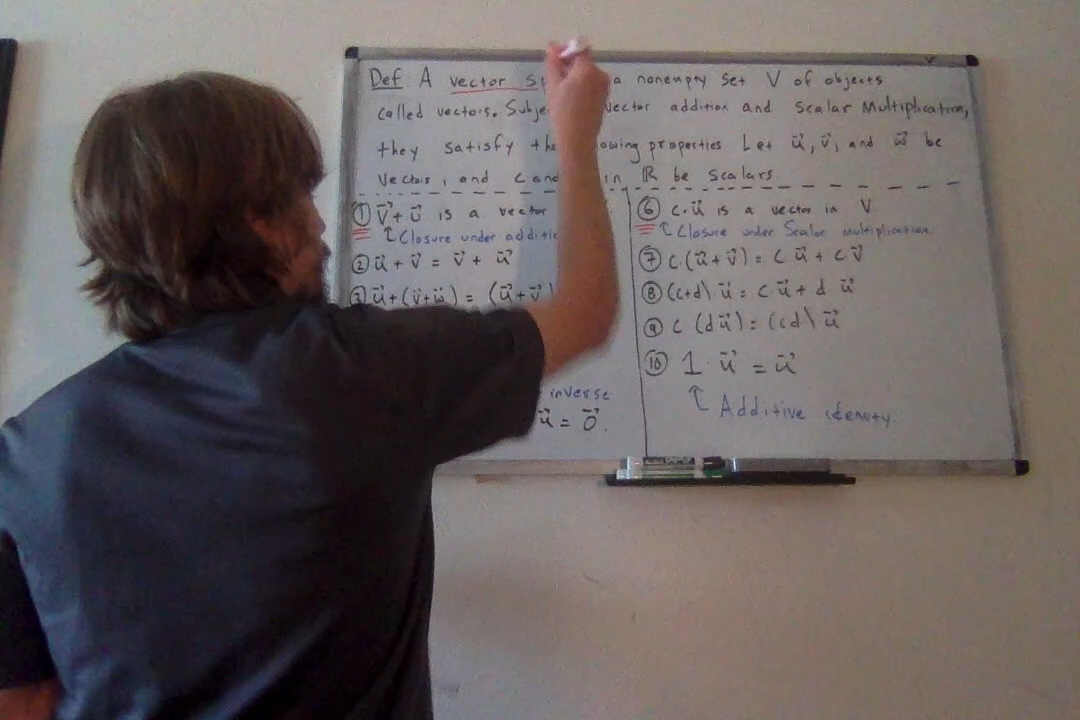 Def: A vector a nonempty set V of objects
called vectors. vector addition and Scalar Multiplication,
they satisfy properties Let u⃗, v⃗, and w⃗ be
Vectors, and c and in ℝ be scalars.
① v⃗ + u⃗ is a vector
↑ Closure under
② u⃗ + v⃗ = v⃗ + u⃗
③ u⃗ + (v⃗ + w⃗) = (u⃗ + v⃗)
inverse
u⃗ = 0⃗.
⑥ c·u⃗ is a vector in V
↑ Closure under Scalar multiplication
⑦ c·(u⃗ + v⃗) = c u⃗ + c v⃗
⑧ (c+d) u⃗ = c u⃗ + d u⃗
⑨ c (d u⃗) = (cd) u⃗
⑩ 1 · u⃗ = u⃗
↑ Additive identity